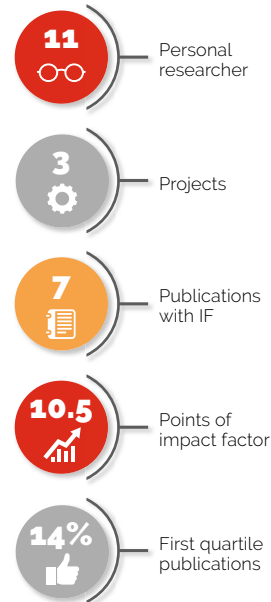 11
Personal
researcher
3
Projects
7
Publications
with IF
10.5
Points of
impact factor
14%
First quartile
publications